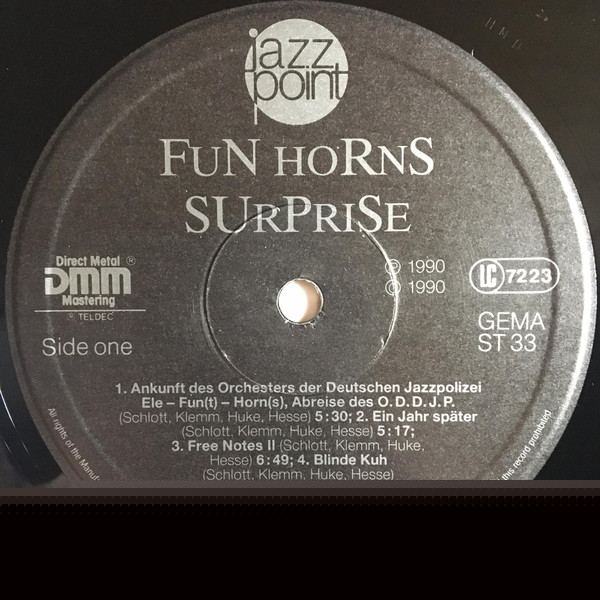 jazz
point
FUN HORNS
SURPRISE
Direct Metal ®
DMM
Mastering
® TELDEC
Ⓟ 1990
© 1990
LC 7223
GEMA
ST 33
Side one
1. Ankunft des Orchesters der Deutschen Jazzpolizei
Ele – Fun(t) – Horn(s), Abreise des O.D.D.J.P.
(Schlott, Klemm, Huke, Hesse) 5:30; 2. Ein Jahr später
(Schlott, Klemm, Huke, Hesse) 5:17;
3. Free Notes II (Schlott, Klemm, Huke,
Hesse) 6:49; 4. Blinde Kuh
(Schlott, Klemm, Huke, Hesse)
All rights of the Manuf
this record prohibited